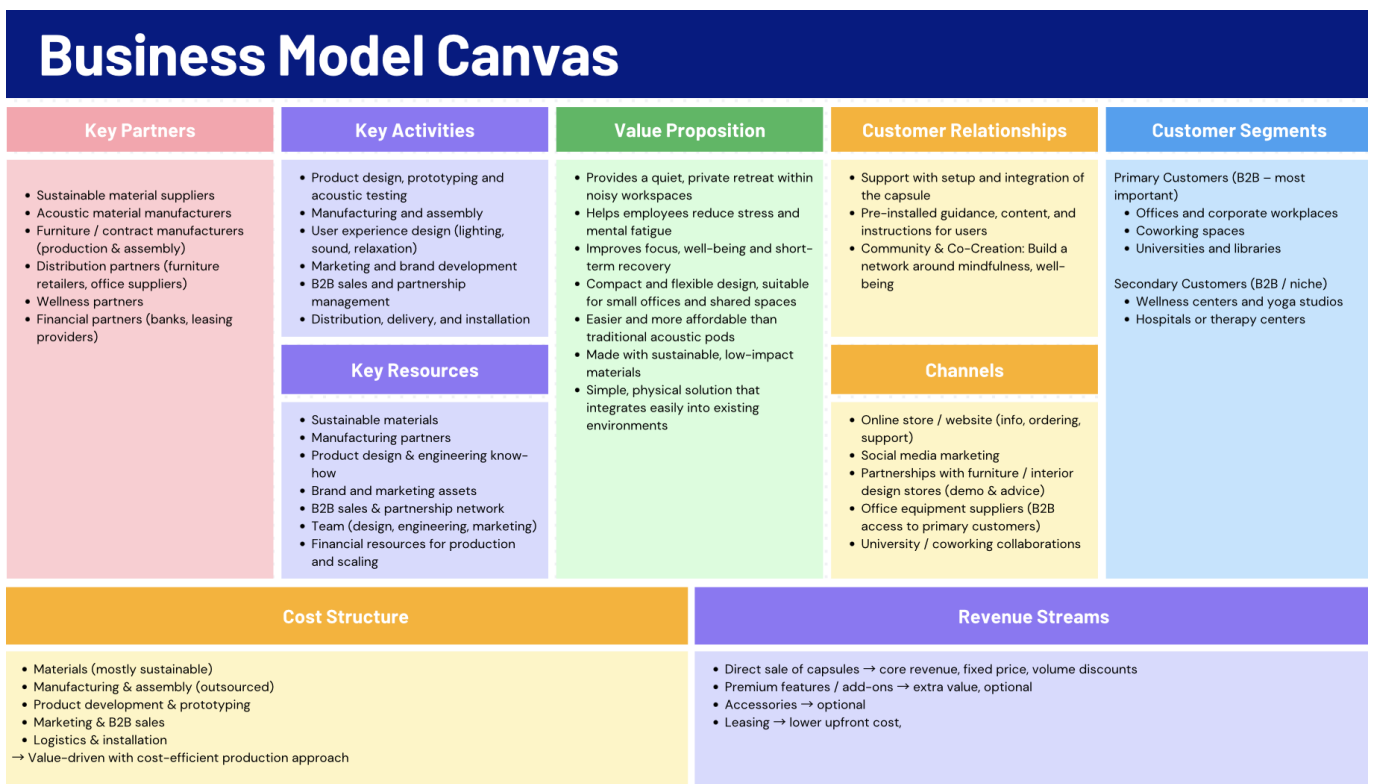 Business Model Canvas
Key Partners
• Sustainable material suppliers
• Acoustic material manufacturers
• Furniture / contract manufacturers
(production & assembly)
• Distribution partners (furniture
retailers, office suppliers)
• Wellness partners
• Financial partners (banks, leasing
providers)
Key Activities
• Product design, prototyping and
acoustic testing
• Manufacturing and assembly
• User experience design (lighting,
sound, relaxation)
• Marketing and brand development
• B2B sales and partnership
management
• Distribution, delivery, and installation
Key Resources
• Sustainable materials
• Manufacturing partners
• Product design & engineering know-
how
• Brand and marketing assets
• B2B sales & partnership network
• Team (design, engineering, marketing)
• Financial resources for production
and scaling
Value Proposition
• Provides a quiet, private retreat within
noisy workspaces
• Helps employees reduce stress and
mental fatigue
• Improves focus, well-being and short-
term recovery
• Compact and flexible design, suitable
for small offices and shared spaces
• Easier and more affordable than
traditional acoustic pods
• Made with sustainable, low-impact
materials
• Simple, physical solution that
integrates easily into existing
environments
Customer Relationships
• Support with setup and integration of
the capsule
• Pre-installed guidance, content, and
instructions for users
• Community & Co-Creation: Build a
network around mindfulness, well-
being
Channels
• Online store / website (info, ordering,
support)
• Social media marketing
• Partnerships with furniture / interior
design stores (demo & advice)
• Office equipment suppliers (B2B
access to primary customers)
• University / coworking collaborations
Customer Segments
Primary Customers (B2B – most
important)
• Offices and corporate workplaces
• Coworking spaces
• Universities and libraries
Secondary Customers (B2B / niche)
• Wellness centers and yoga studios
• Hospitals or therapy centers
Cost Structure
• Materials (mostly sustainable)
• Manufacturing & assembly (outsourced)
• Product development & prototyping
• Marketing & B2B sales
• Logistics & installation
→ Value-driven with cost-efficient production approach
Revenue Streams
• Direct sale of capsules → core revenue, fixed price, volume discounts
• Premium features / add-ons → extra value, optional
• Accessories → optional
• Leasing → lower upfront cost,